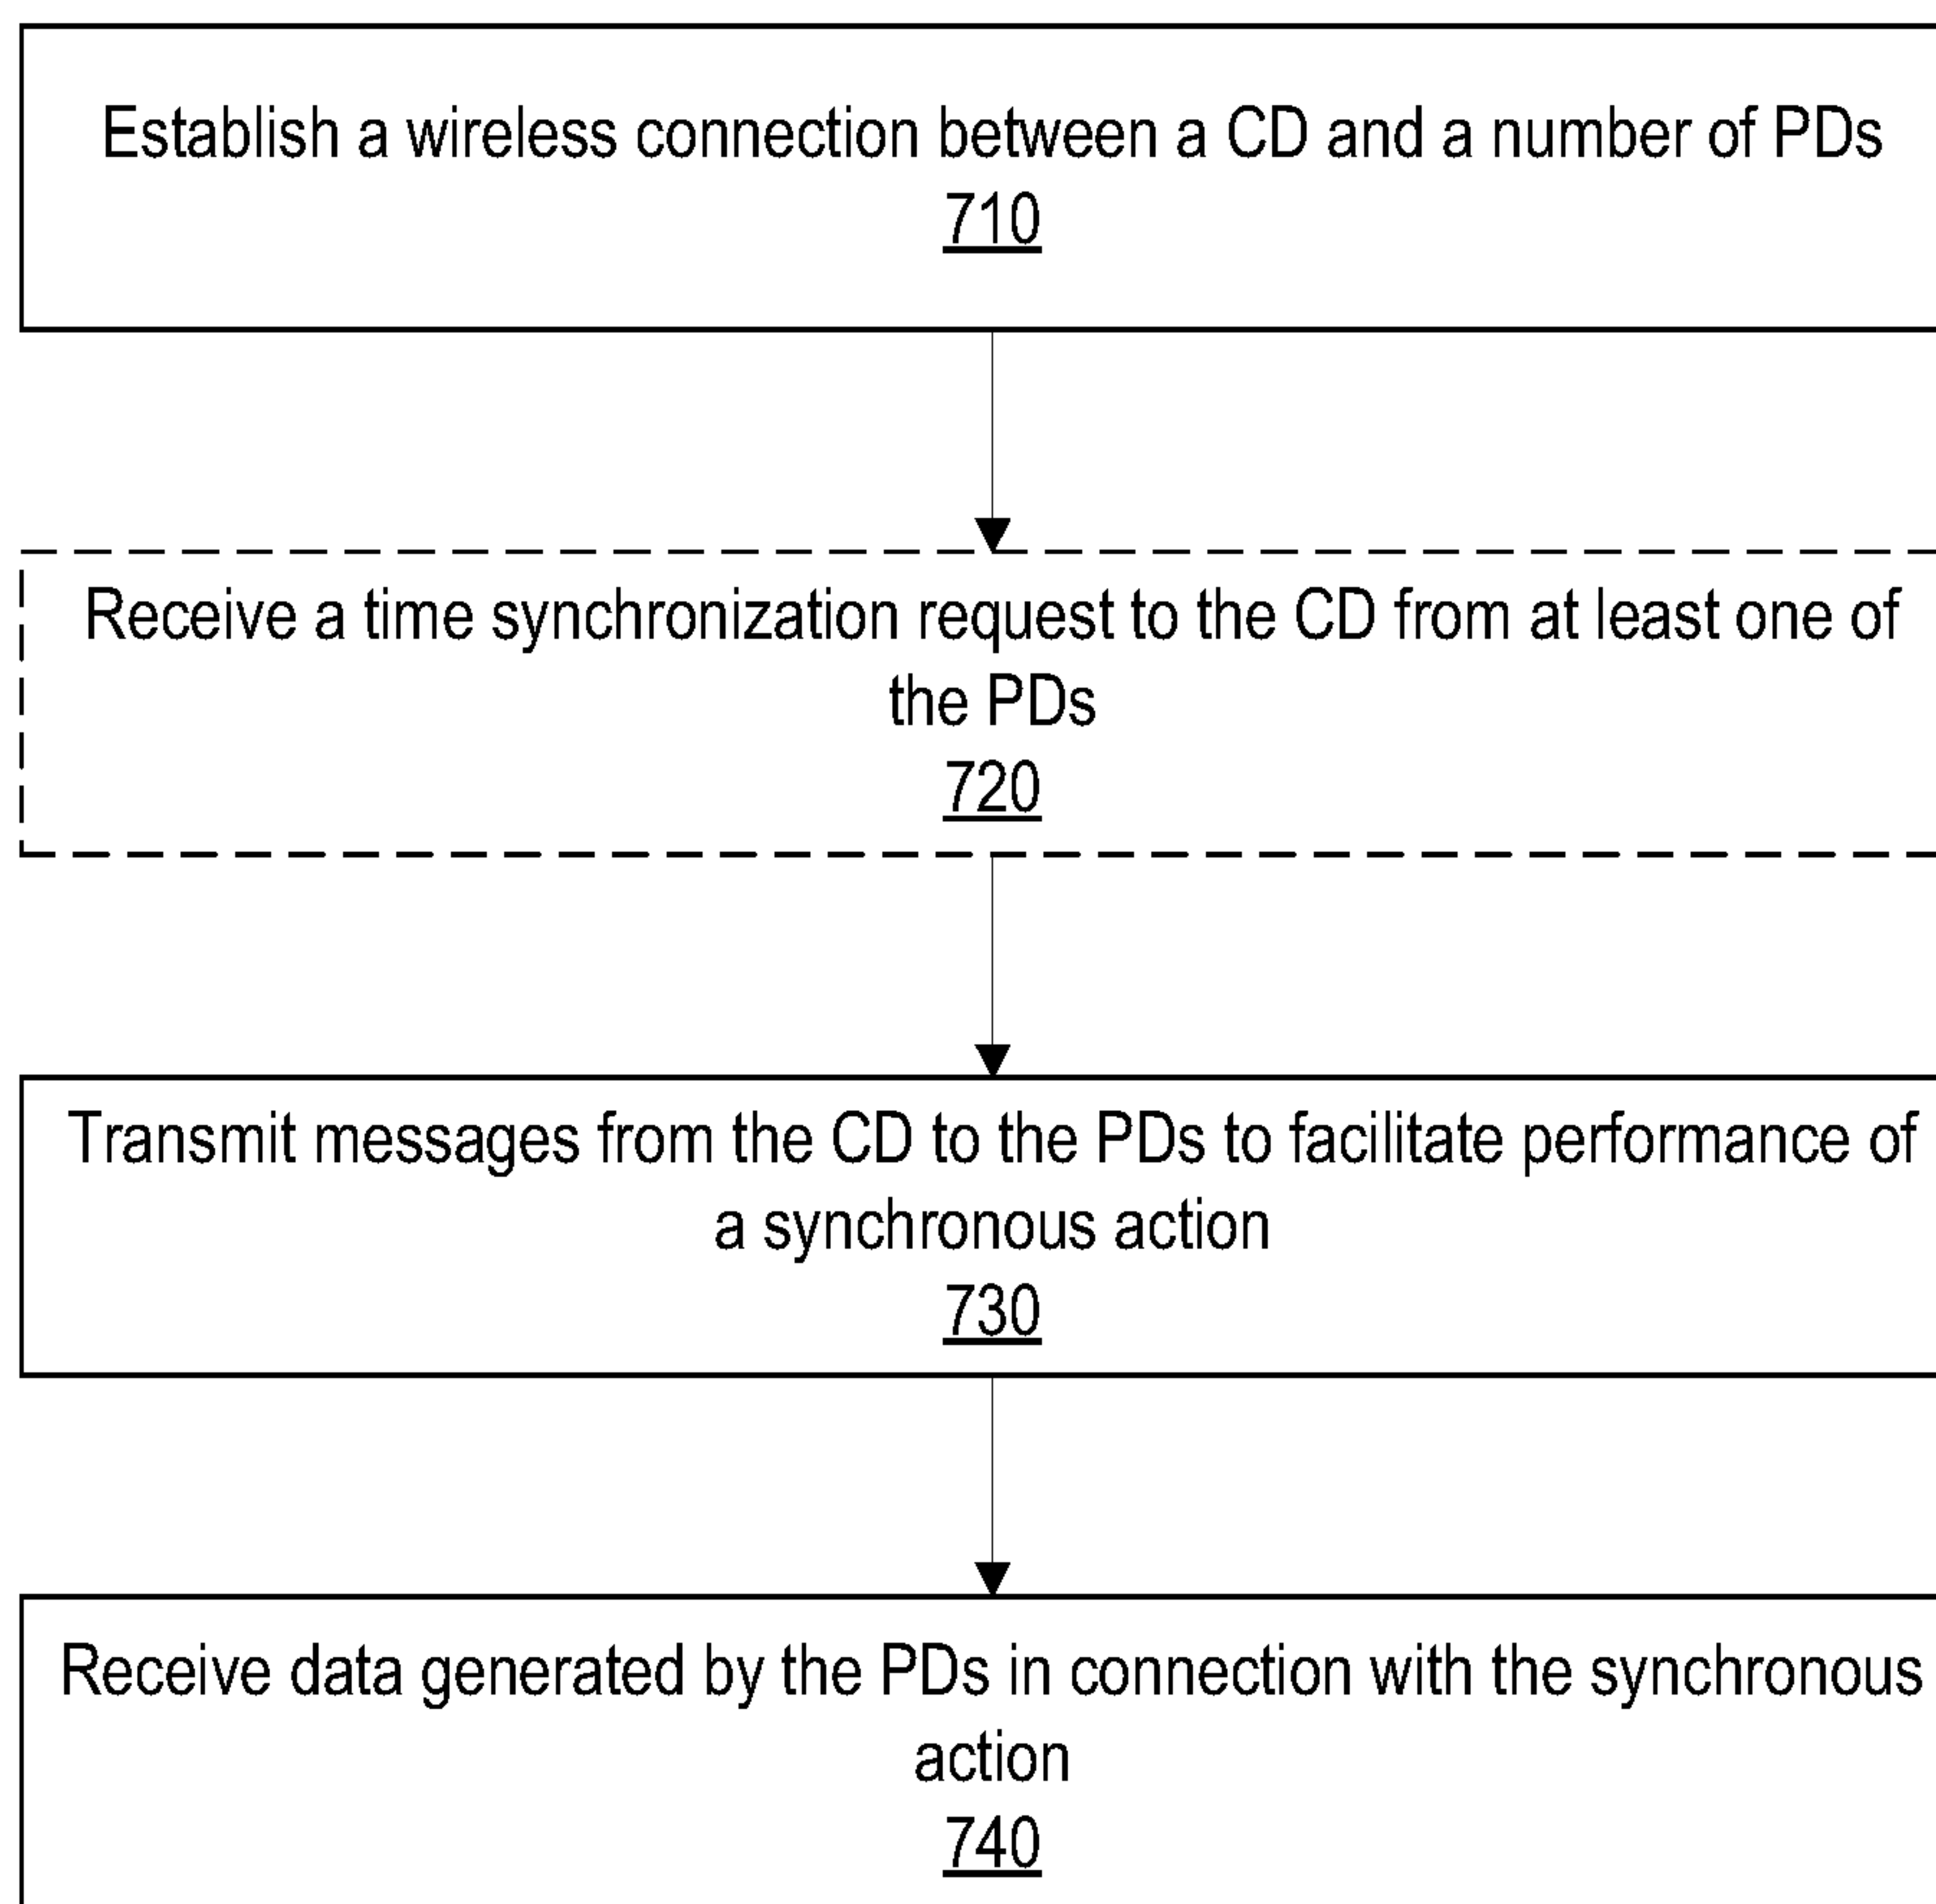 Establish a wireless connection between a CD and a number of PDs
710
Receive a time synchronization request to the CD from at least one of
the PDs
720
Transmit messages from the CD to the PDs to facilitate performance of
a synchronous action
730
Receive data generated by the PDs in connection with the synchronous
action
740